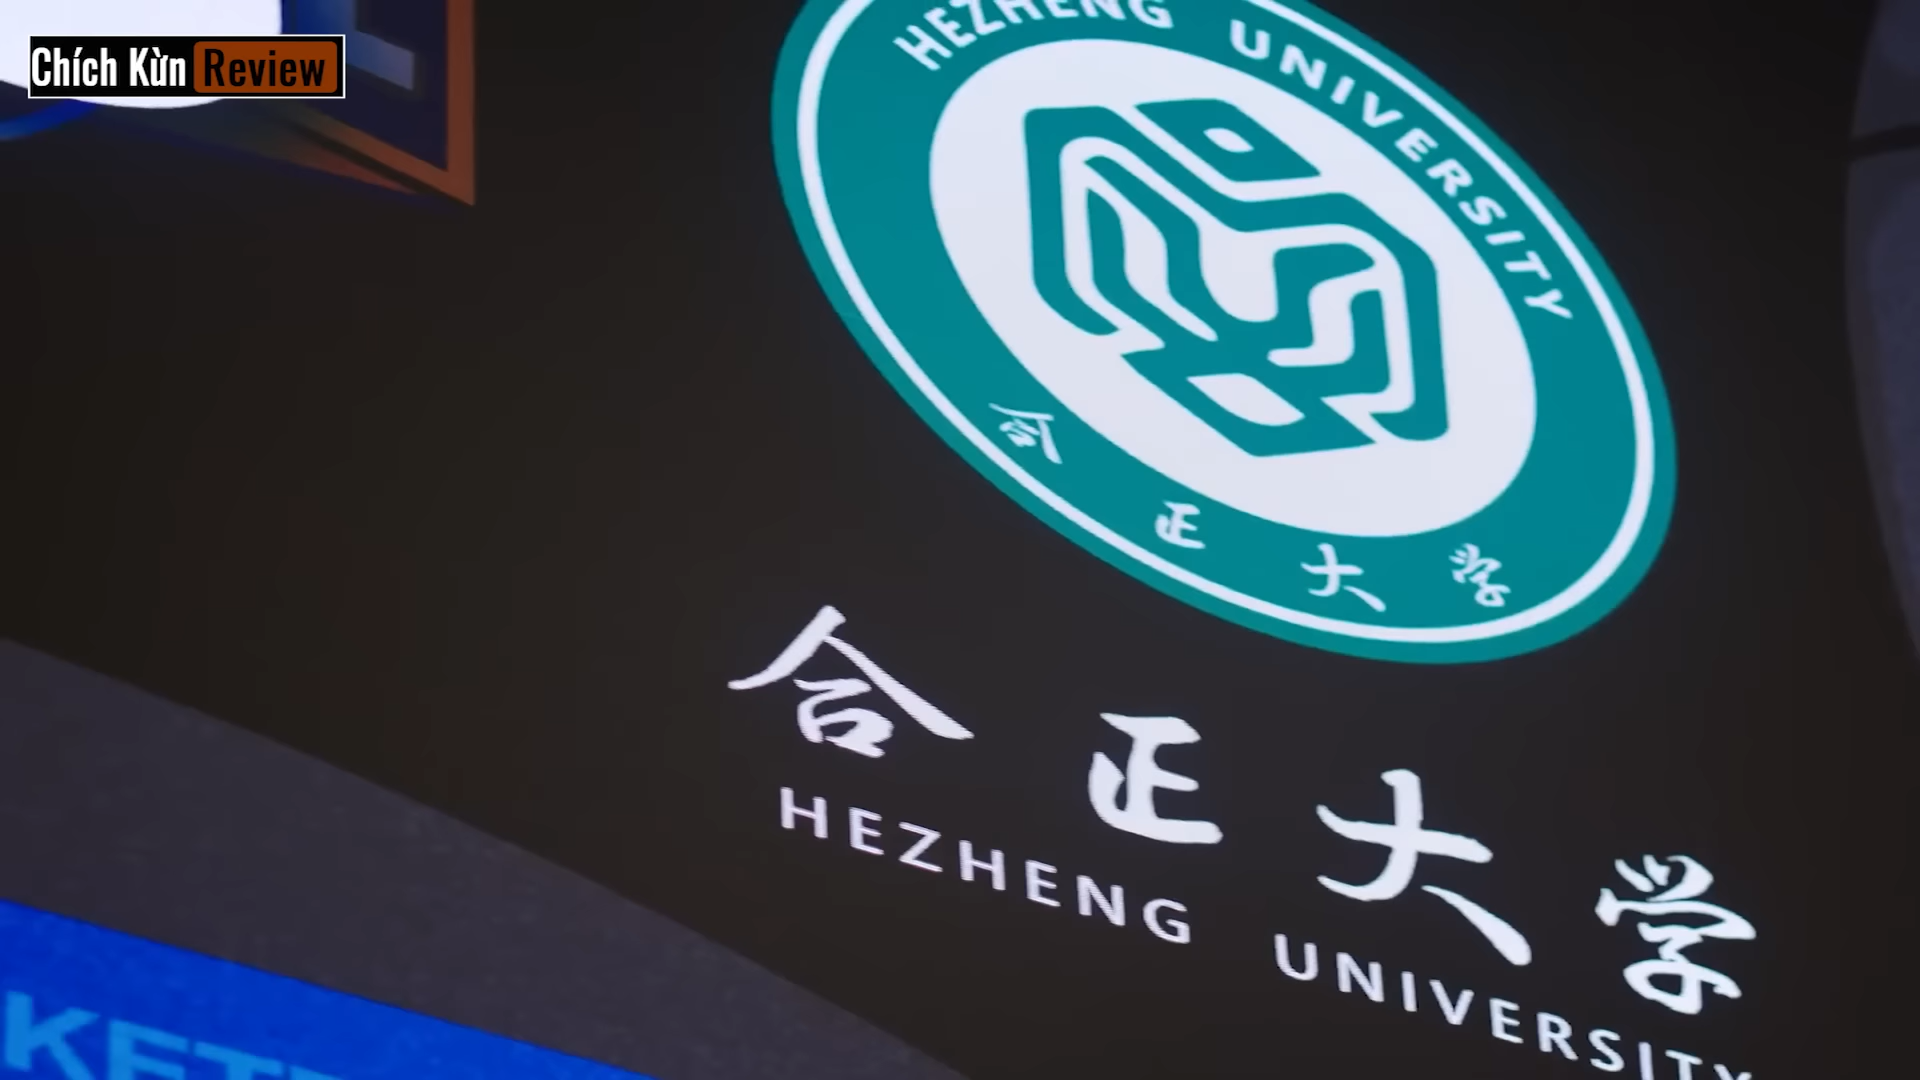 Chích Kừn Review
HEZHENG UNIVERSITY
合正大学
合正大学
HEZHENG UNIVERSITY